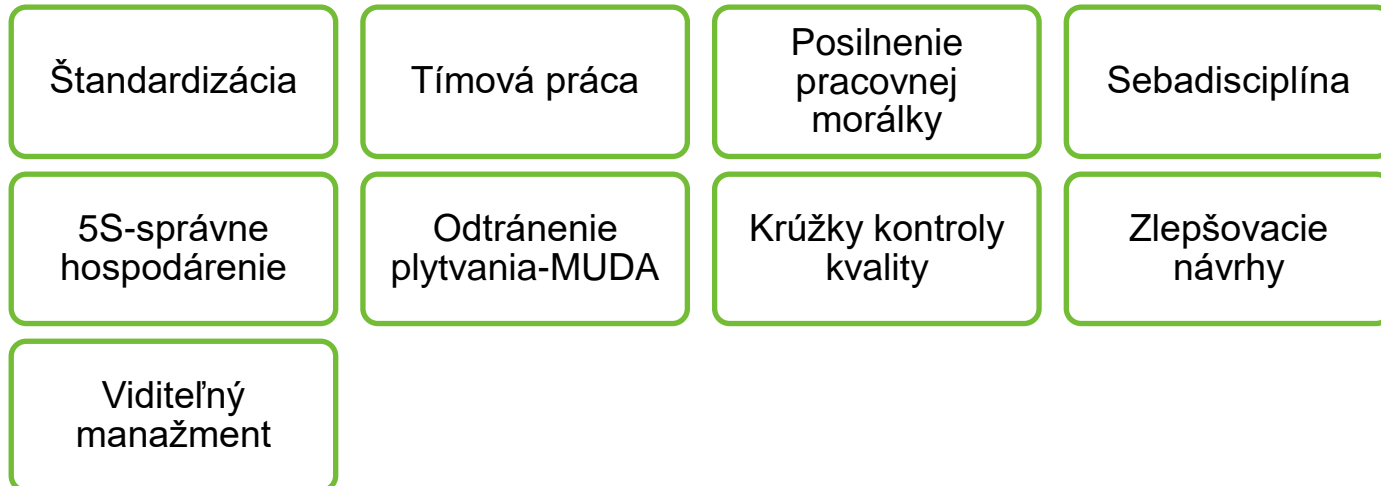 Štandardizácia
Tímová práca
Posilnenie
pracovnej
morálky
Sebadisciplína
5S-správne
hospodárenie
Odtránenie
plytvania-MUDA
Krúžky kontroly
kvality
Zlepšovacie
návrhy
Viditeľný
manažment